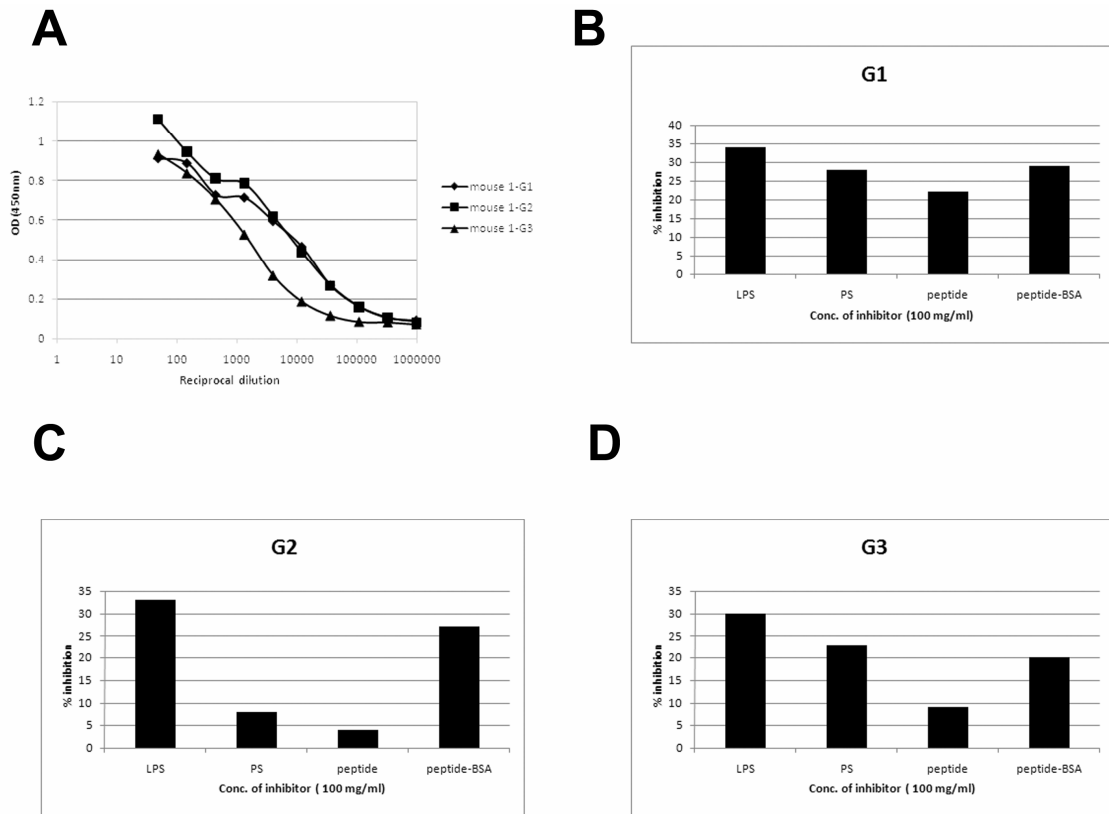 A
1.2
1
0.8
0.6
0.4
0.2
0
OD(450nm)
1 10 100 1000 10000 100000 1000000
Reciprocal dilution
mouse 1-G1
mouse 1-G2
mouse 1-G3
B
G1
40
35
30
25
20
15
10
5
0
% inhibition
LPS PS peptide peptide-BSA
Conc. of inhibitor (100 mg/ml)
C
G2
35
30
25
20
15
10
5
0
% inhibition
LPS PS peptide peptide-BSA
Conc. of inhibitor ( 100 mg/ml)
D
G3
35
30
25
20
15
10
5
0
% inhibition
LPS PS peptide peptide-BSA
Conc. of inhibitor (100 mg/ml)